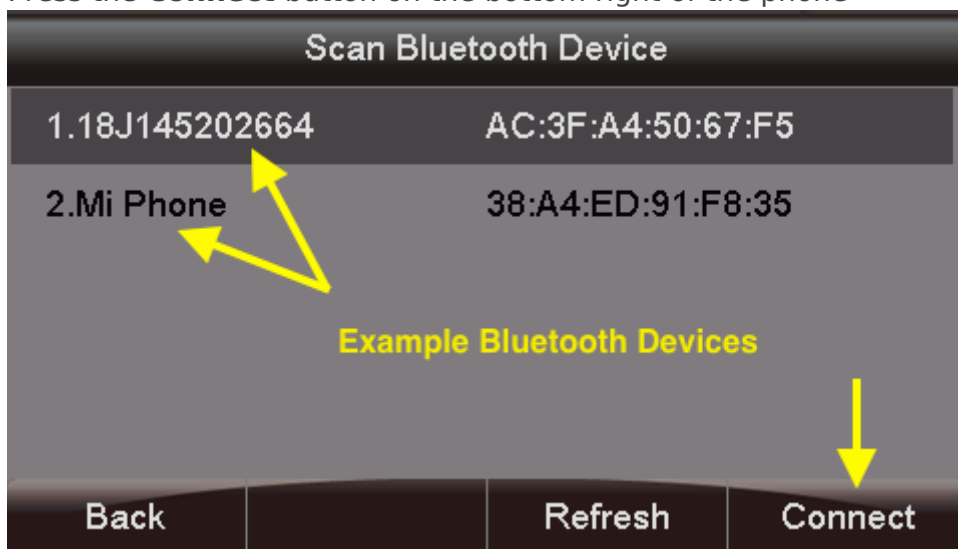 Press the Connect button on the bottom right of the phone
Scan Bluetooth Device
1.18J145202664 AC:3F:A4:50:67:F5
2.Mi Phone 38:A4:ED:91:F8:35
Example Bluetooth Devices
Back Refresh Connect